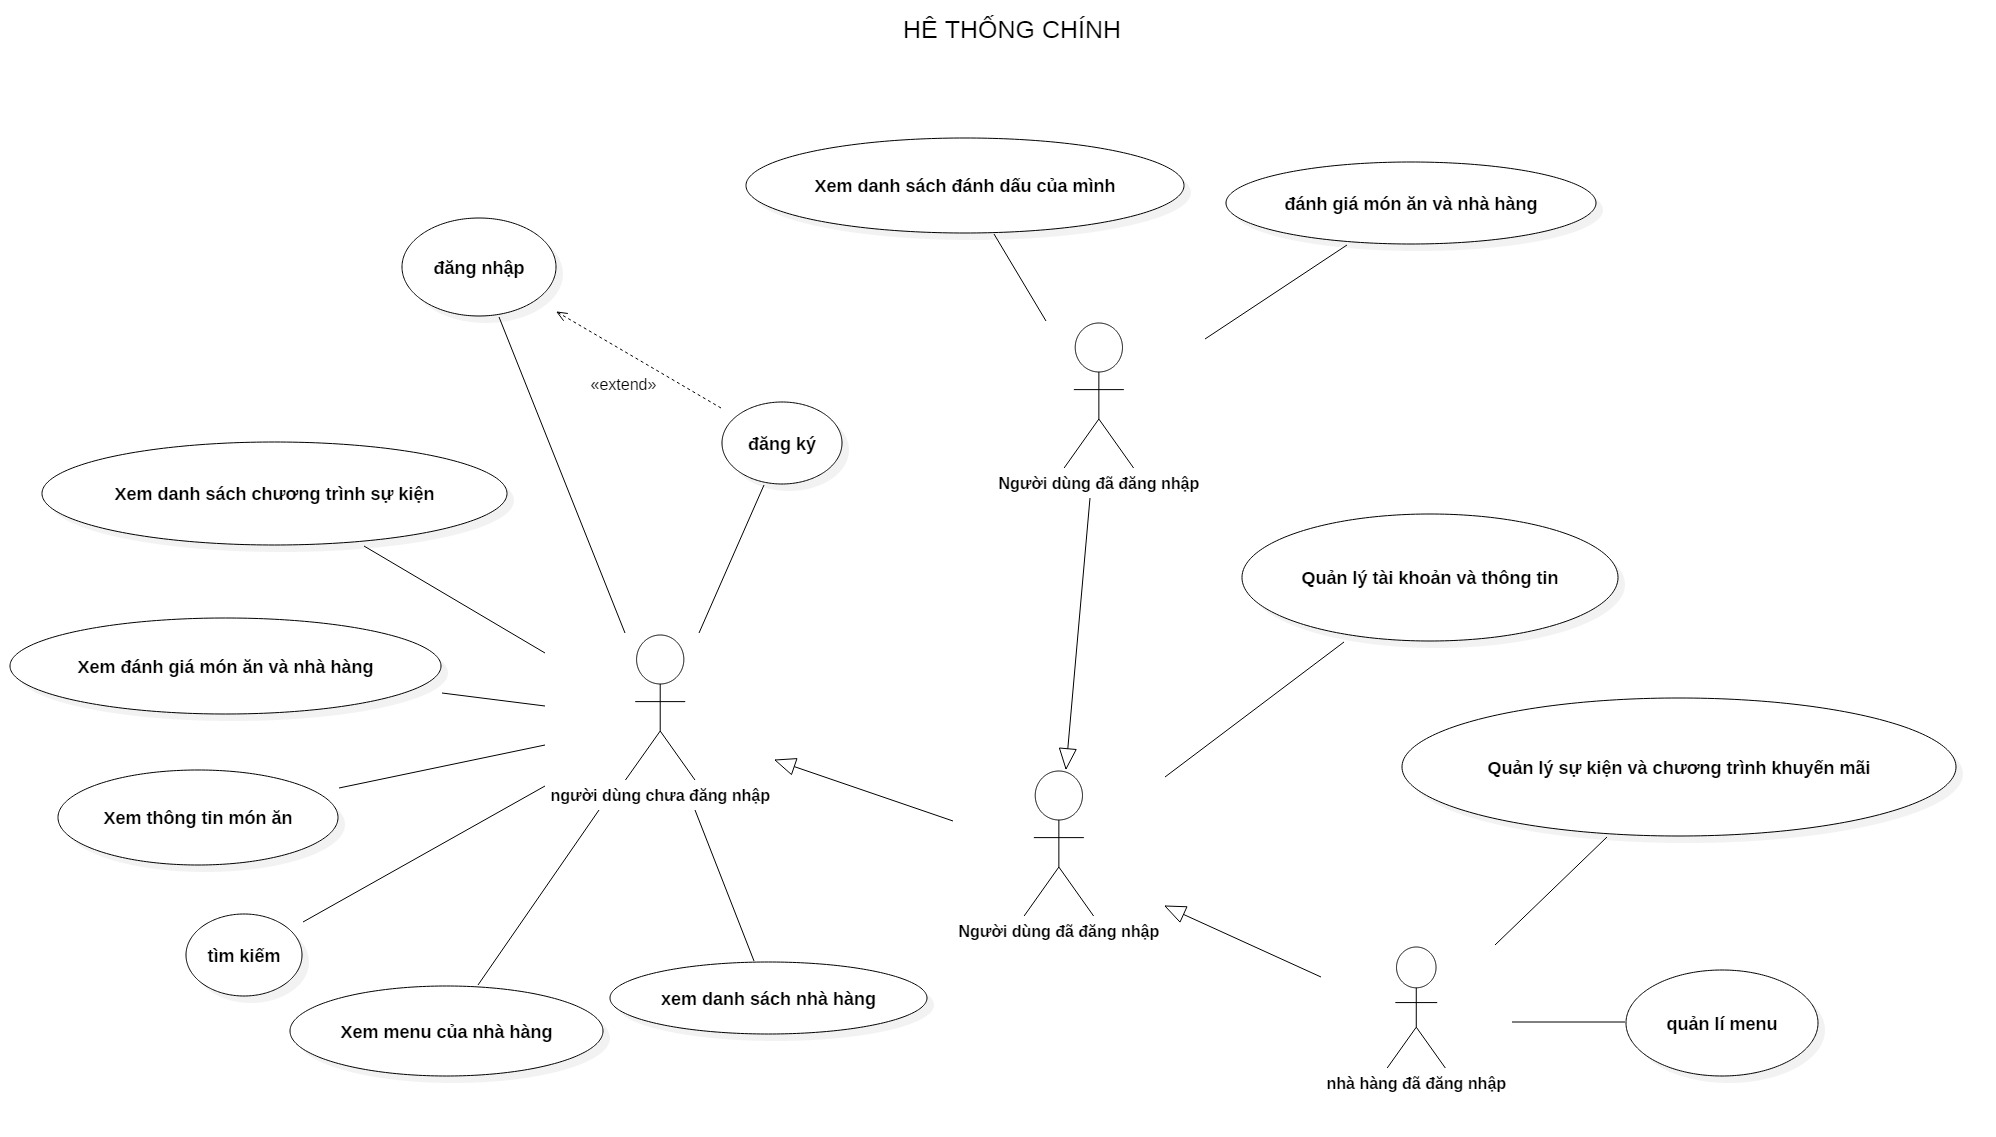 HÊ THỐNG CHÍNH
Xem danh sách đánh dấu của mình
đánh giá món ăn và nhà hàng
đăng nhập
«extend»
đăng ký
Người dùng đã đăng nhập
Xem danh sách chương trình sự kiện
Quản lý tài khoản và thông tin
Xem đánh giá món ăn và nhà hàng
Quản lý sự kiện và chương trình khuyến mãi
người dùng chưa đăng nhập
Xem thông tin món ăn
Người dùng đã đăng nhập
tìm kiếm
xem danh sách nhà hàng
Xem menu của nhà hàng
quản lí menu
nhà hàng đã đăng nhập